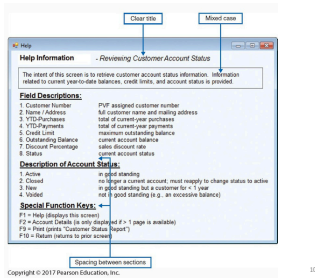 Clear title
Mixed case
Help
Help Information - Reviewing Customer Account Status
The intent of this screen is to retrieve customer account status information. Information
related to current year-to-date balances, credit limits, and account status is provided.
Field Descriptions:
1. Customer Number PVF assigned customer number
2. Name / Address full customer name and mailing address
3. YTD-Purchases total of current-year purchases
4. YTD-Payments total of current-year payments
5. Credit Limit maximum outstanding balance
6. Outstanding Balance current account balance
7. Discount Percentage sales discount rate
8. Status current account status
Description of Account Status:
1. Active in good standing
2. Closed no longer a current account, must reapply to change status to active
3. New in good standing but a customer for < 1 year
4. Voided not in good standing (e.g., an excessive balance)
Special Function Keys:
F1 = Help (displays this screen)
F2 = Account Details (is only displayed if > 1 page is available)
F9 = Print (prints "Customer Status Report")
F10 = Return (returns to prior screen)
Spacing between sections
Copyright © 2017 Pearson Education, Inc.